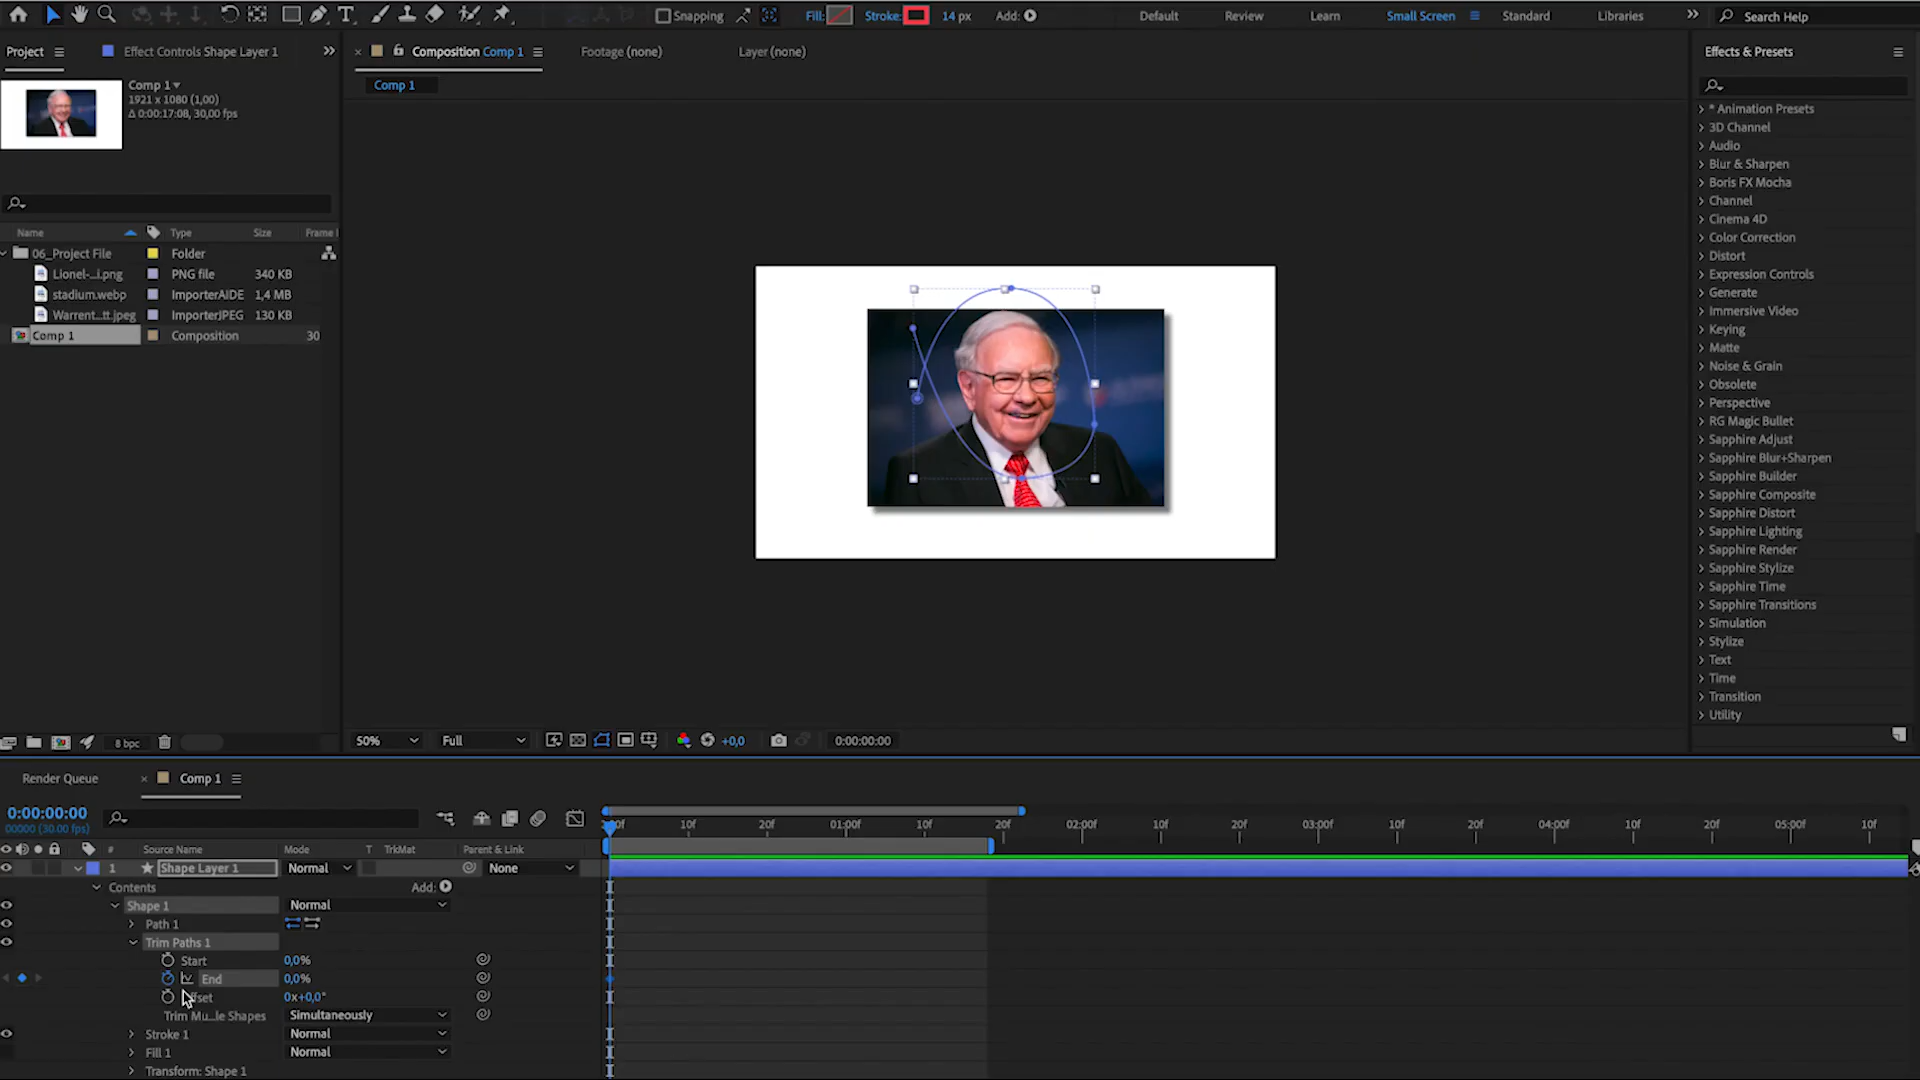 Snapping
Fill:
Stroke:
14 px
Add:
Default
Review
Learn
Small Screen
Standard
Libraries
Search Help
Project
Effect Controls Shape Layer 1
Composition Comp 1
Footage (none)
Layer (none)
Effects & Presets
Comp 1
1921 x 1080 (1,00)
Δ 0:00:17:08, 30,00 fps
Comp 1
Name
Type
Size
Frame
06_Project File
Folder
Lionel-...i.png
PNG file
340 KB
stadium.webp
ImporterAIDE
1,4 MB
Warrent...tt.jpeg
ImporterJPEG
130 KB
Comp 1
Composition
30
* Animation Presets
3D Channel
Audio
Blur & Sharpen
Boris FX Mocha
Channel
Cinema 4D
Color Correction
Distort
Expression Controls
Generate
Immersive Video
Keying
Matte
Noise & Grain
Obsolete
Perspective
RG Magic Bullet
Sapphire Adjust
Sapphire Blur+Sharpen
Sapphire Builder
Sapphire Composite
Sapphire Distort
Sapphire Lighting
Sapphire Render
Sapphire Stylize
Sapphire Time
Sapphire Transitions
Simulation
Stylize
Text
Time
Transition
Utility
8 bpc
50%
Full
+0,0
0:00:00:00
Render Queue
Comp 1
0:00:00:00
00000 (30.00 fps)
10f
20f
01:00f
10f
20f
02:00f
10f
20f
03:00f
10f
20f
04:00f
10f
20f
05:00f
10f
#
Source Name
Mode
T
TrkMat
Parent & Link
1
Shape Layer 1
Normal
None
Contents
Add:
Shape 1
Normal
Path 1
Trim Paths 1
Start
0,0%
End
0,0%
0x+0,0°
Trim Mu...le Shapes
Simultaneously
Stroke 1
Normal
Fill 1
Normal
Transform: Shape 1